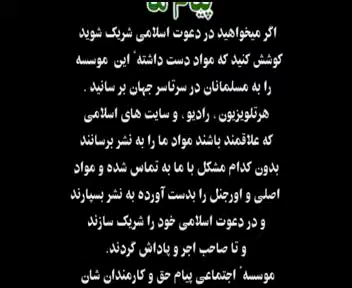 پیام ما
اگر میخواهید در دعوت اسلامی شریک شوید
کوشش کنید که مواد دست داشتهٔ این موسسه
را به مسلمانان در سرتاسر جهان بر سانید .
هرتلویزیون، رادیو، و سایت های اسلامی
که علاقمند باشند مواد ما را به نشر برسانند
بدون کدام مشکل با ما به تماس شده و مواد
اصلی و اورجنل را بدست آورده به نشر بسپارند
و در دعوت اسلامی خود را شریک سازند
و تا صاحب اجر و پاداش گردند.
موسسهٔ اجتماعی پیام حق و کارمندان شان